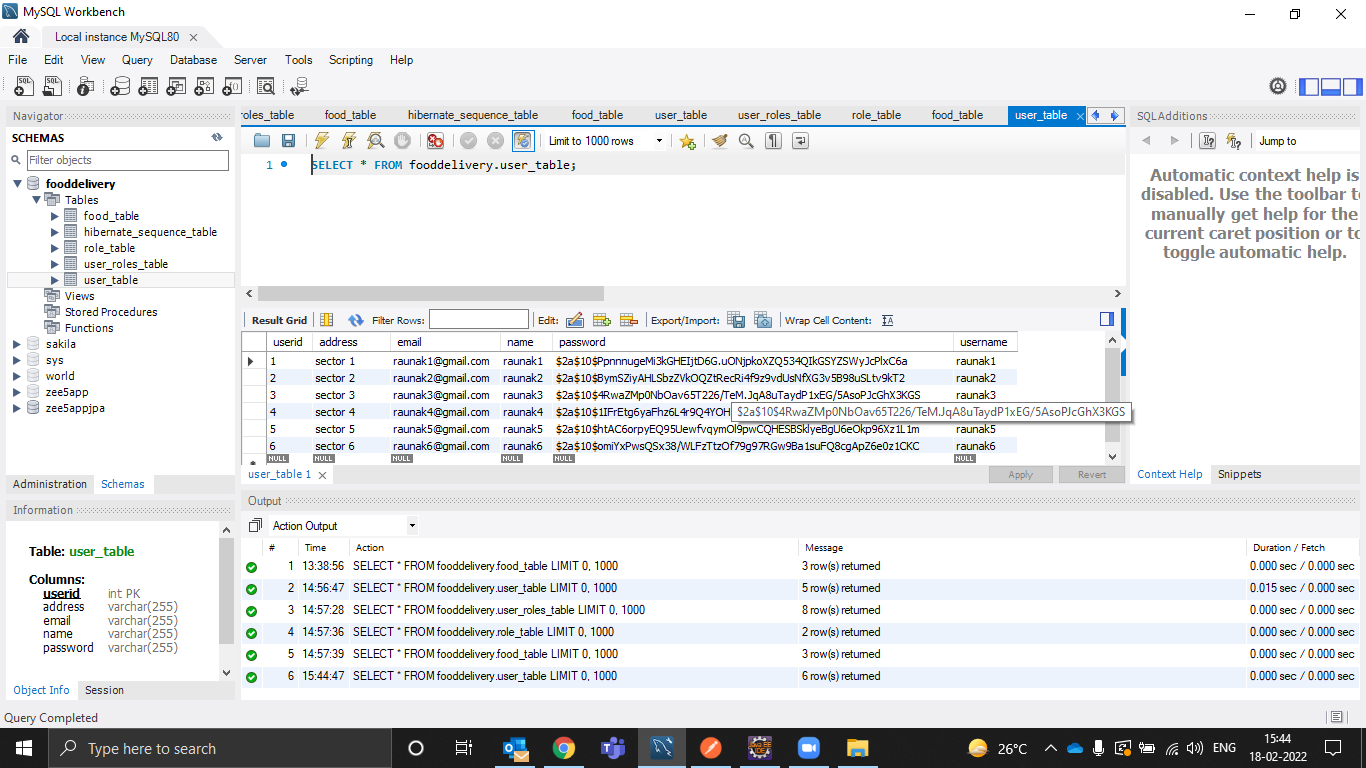 MySQL Workbench
Local instance MySQL80
File Edit View Query Database Server Tools Scripting Help
Navigator
SCHEMAS
Filter objects
fooddelivery
Tables
food_table
hibernate_sequence_table
role_table
user_roles_table
user_table
Views
Stored Procedures
Functions
sakila
sys
world
zee5app
zee5appjpa
Administration Schemas
Information
Table: user_table
Columns:
userid int PK
address varchar(255)
email varchar(255)
name varchar(255)
password varchar(255)
Object Info Session
roles_table food_table hibernate_sequence_table food_table user_table user_roles_table role_table food_table user_table
Limit to 1000 rows
1 SELECT * FROM fooddelivery.user_table;
Result Grid Filter Rows: Edit: Export/Import: Wrap Cell Content:
userid address email name password username
1 sector 1 raunak1@gmail.com raunak1 $2a$10$PpnnnugeMi3kGHEIjtD6G.uONjpkoXZQ534QIkGSYZSWyJcPlxC6a raunak1
2 sector 2 raunak2@gmail.com raunak2 $2a$10$BymSZiyAHLSbzZVkOQZtRecRi4f9z9vdUsNfXG3v5B98uSLtv9kT2 raunak2
3 sector 3 raunak3@gmail.com raunak3 $2a$10$4RwaZMp0NbOav65T226/TeM.JqA8uTaydP1xEG/5AsoPJcGhX3KGS raunak3
4 sector 4 raunak4@gmail.com raunak4 $2a$10$1IFrEtg6yaFhz6L4r9Q4YOH
$2a$10$4RwaZMp0NbOav65T226/TeM.JqA8uTaydP1xEG/5AsoPJcGhX3KGS
5 sector 5 raunak5@gmail.com raunak5 $2a$10$htAC6orpyEQ95UewfvqymOl9pwCQHESBSklyeBgU6eOkp96Xz1L1m raunak5
6 sector 6 raunak6@gmail.com raunak6 $2a$10$omiYxPwsQSx38/WLFzTtzOf79g97RGw9Ba1suFQ8cgApZ6e0z1CKC raunak6
NULL NULL NULL NULL NULL NULL
user_table 1 Apply Revert
SQLAdditions
Jump to
Automatic context help is
disabled. Use the toolbar to
manually get help for the
current caret position or to
toggle automatic help.
Context Help Snippets
Output
Action Output
# Time Action Message Duration / Fetch
1 13:38:56 SELECT * FROM fooddelivery.food_table LIMIT 0, 1000 3 row(s) returned 0.000 sec / 0.000 sec
2 14:56:47 SELECT * FROM fooddelivery.user_table LIMIT 0, 1000 5 row(s) returned 0.015 sec / 0.000 sec
3 14:57:28 SELECT * FROM fooddelivery.user_roles_table LIMIT 0, 1000 8 row(s) returned 0.000 sec / 0.000 sec
4 14:57:36 SELECT * FROM fooddelivery.role_table LIMIT 0, 1000 2 row(s) returned 0.000 sec / 0.000 sec
5 14:57:39 SELECT * FROM fooddelivery.food_table LIMIT 0, 1000 3 row(s) returned 0.000 sec / 0.000 sec
6 15:44:47 SELECT * FROM fooddelivery.user_table LIMIT 0, 1000 6 row(s) returned 0.000 sec / 0.000 sec
Query Completed
Type here to search
26°C
ENG
15:44
18-02-2022